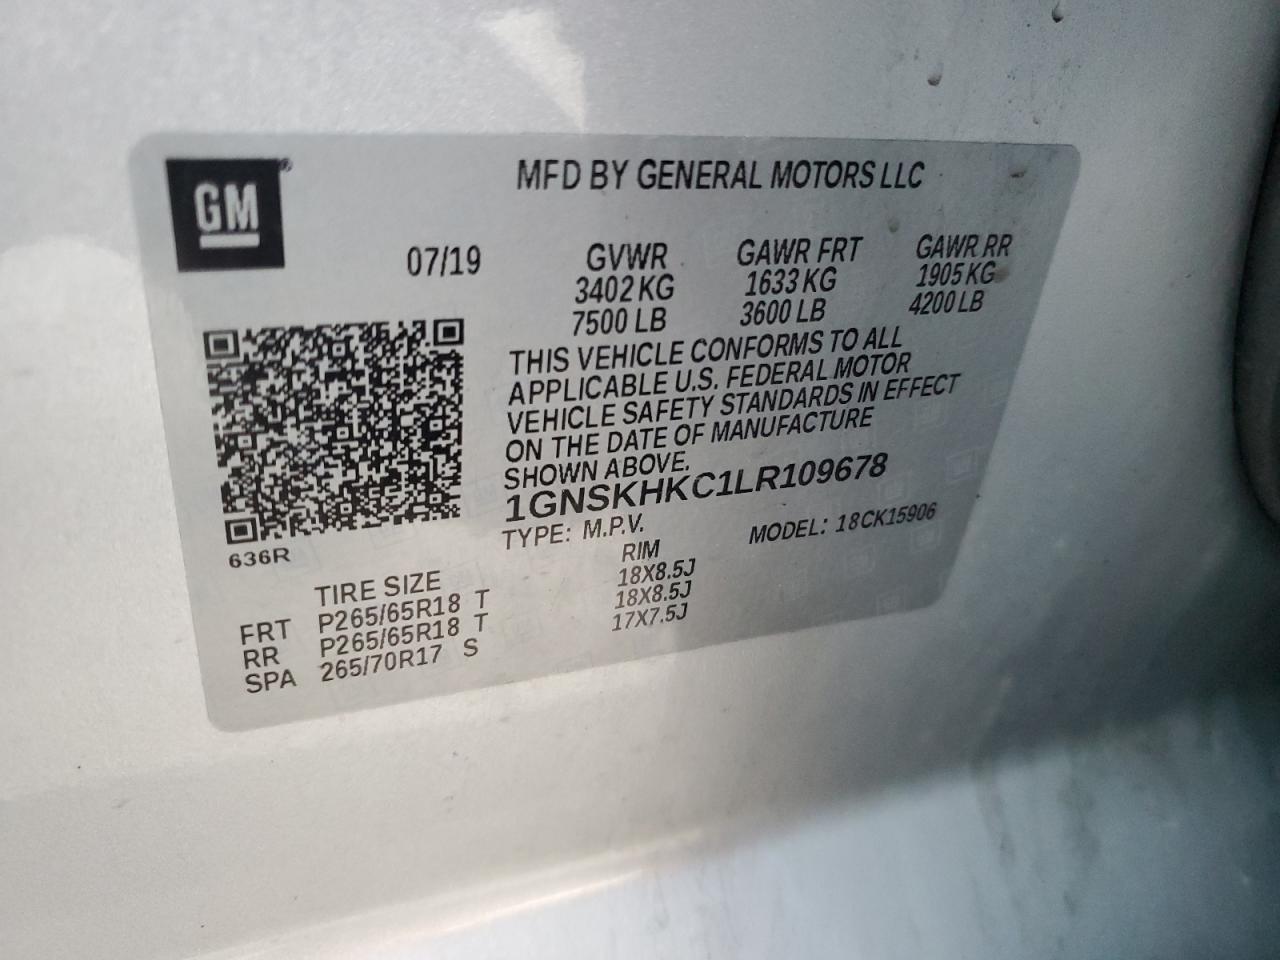 GM®
MFD BY GENERAL MOTORS LLC
07/19 GVWR GAWR FRT GAWR RR
3402 KG 1633 KG 1905 KG
7500 LB 3600 LB 4200 LB
THIS VEHICLE CONFORMS TO ALL
APPLICABLE U.S. FEDERAL MOTOR
VEHICLE SAFETY STANDARDS IN EFFECT
ON THE DATE OF MANUFACTURE
SHOWN ABOVE.
1GNSKHKC1LR109678
TYPE: M.P.V. MODEL: 18CK15906
636R
TIRE SIZE RIM
FRT P265/65R18 T 18X8.5J
RR P265/65R18 T 18X8.5J
SPA 265/70R17 S 17X7.5J